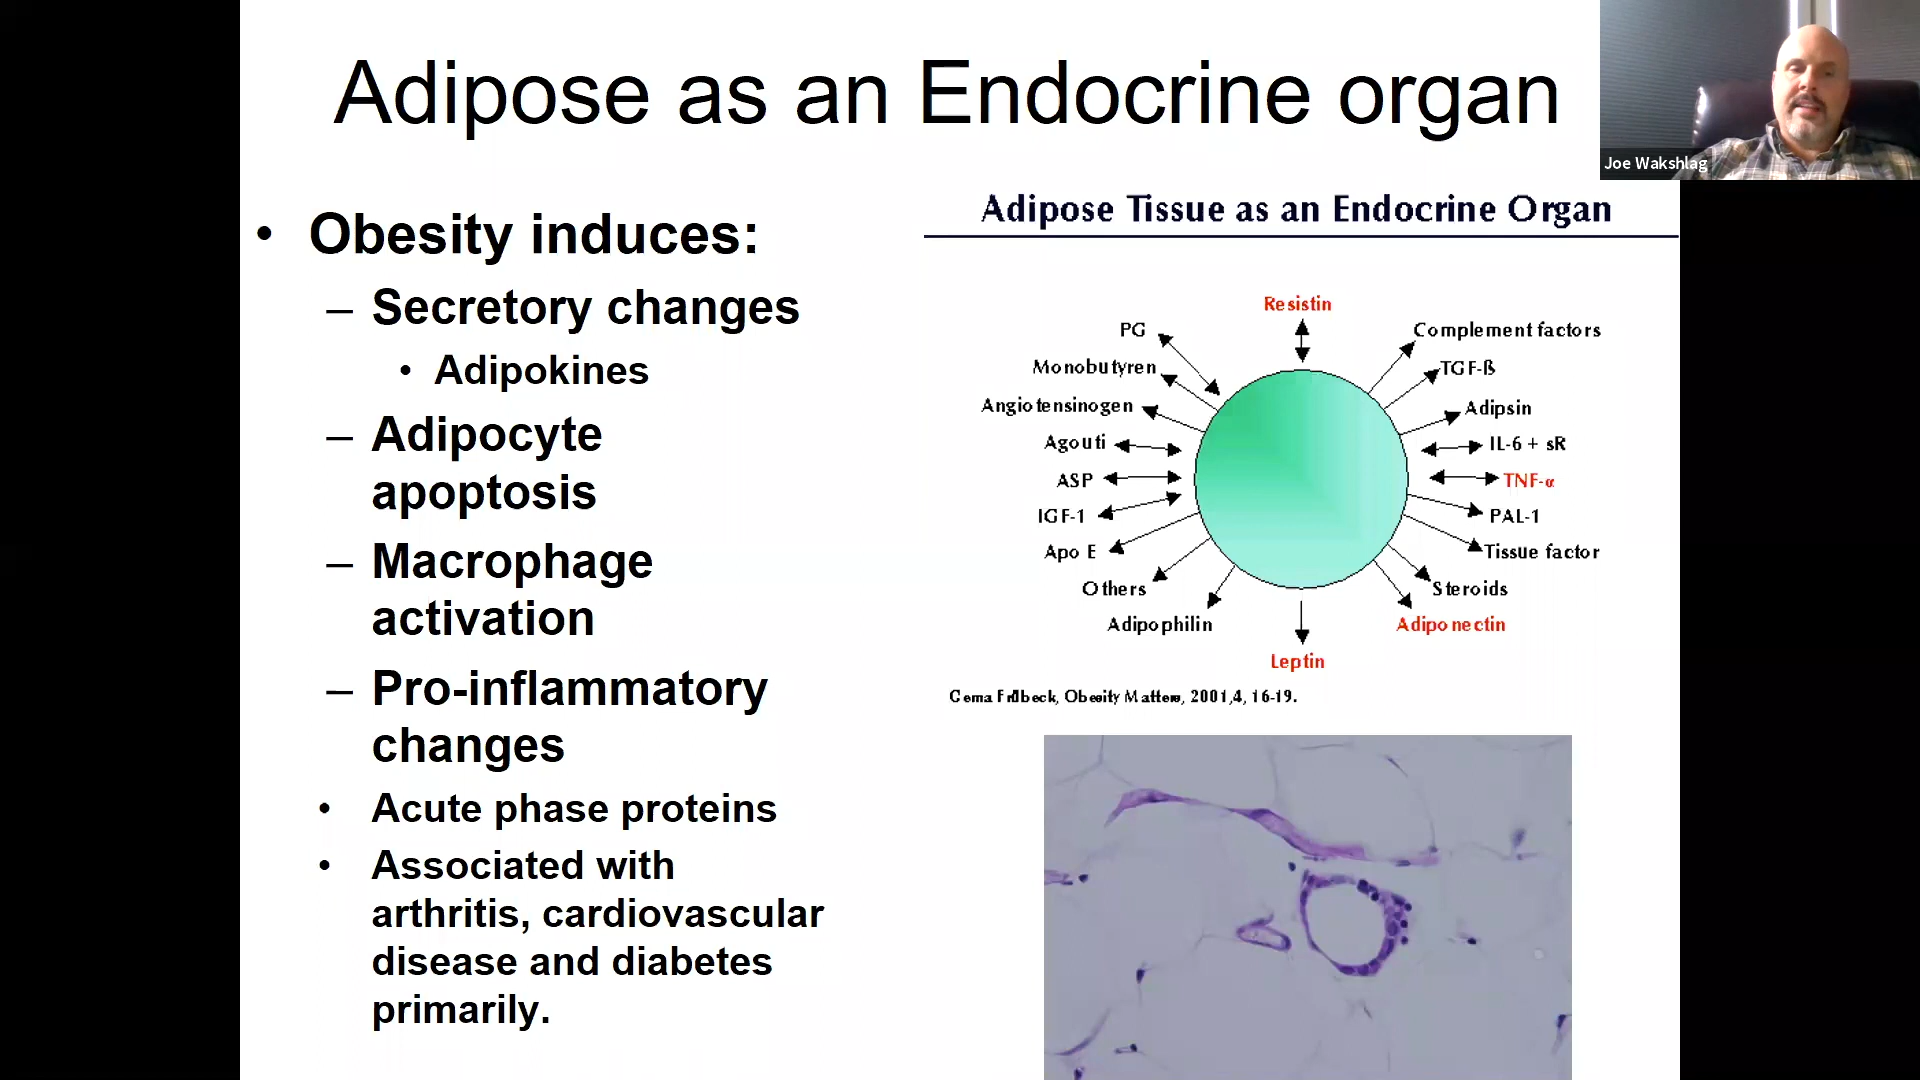 Adipose as an Endocrine organ
Joe Wakshlag
• Obesity induces:
– Secretory changes
• Adipokines
– Adipocyte
apoptosis
– Macrophage
activation
– Pro-inflammatory
changes
• Acute phase proteins
• Associated with
arthritis, cardiovascular
disease and diabetes
primarily.
Adipose Tissue as an Endocrine Organ
Resistin
PG
Monobutyren
Angiotensinogen
Agouti
ASP
IGF-1
Apo E
Others
Adipophilin
Leptin
Complement factors
TGF-ß
Adipsin
IL-6 + sR
TNF-α
PAL-1
Tissue factor
Steroids
Adiponectin
Gema Frübeck, Obesity Matters, 2001,4, 16-19.